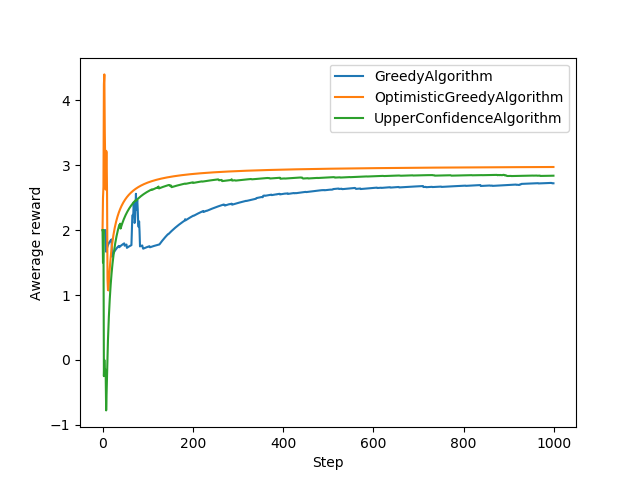 GreedyAlgorithm
OptimisticGreedyAlgorithm
UpperConfidenceAlgorithm
4
3
2
1
0
−1
Awerage reward
0
200
400
600
800
1000
Step